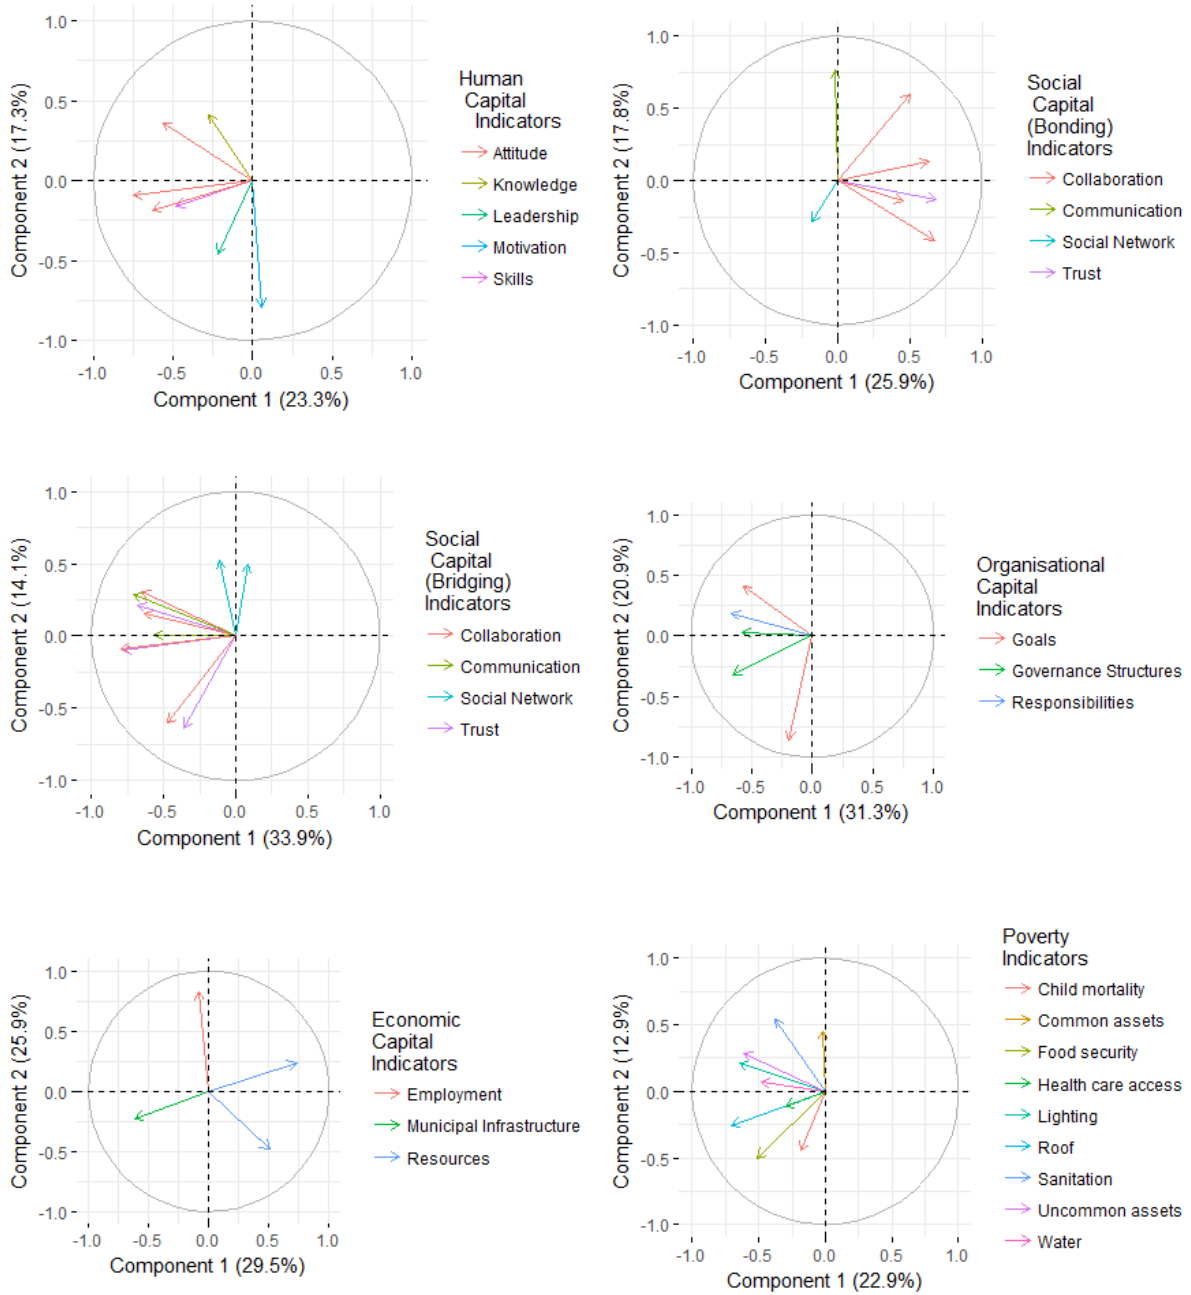 1.0
0.5
0.0
-0.5
-1.0
Component 2 (17.3%)
-1.0 -0.5 0.0 0.5 1.0
Component 1 (23.3%)
Human
Capital
Indicators
Attitude
Knowledge
Leadership
Motivation
Skills
1.0
0.5
0.0
-0.5
-1.0
Component 2 (17.8%)
-1.0 -0.5 0.0 0.5 1.0
Component 1 (25.9%)
Social
Capital
(Bonding)
Indicators
Collaboration
Communication
Social Network
Trust
1.0
0.5
0.0
-0.5
-1.0
Component 2 (14.1%)
-1.0 -0.5 0.0 0.5 1.0
Component 1 (33.9%)
Social
Capital
(Bridging)
Indicators
Collaboration
Communication
Social Network
Trust
1.0
0.5
0.0
-0.5
-1.0
Component 2 (20.9%)
-1.0 -0.5 0.0 0.5 1.0
Component 1 (31.3%)
Organisational
Capital
Indicators
Goals
Governance Structures
Responsibilities
1.0
0.5
0.0
-0.5
-1.0
Component 2 (25.9%)
-1.0 -0.5 0.0 0.5 1.0
Component 1 (29.5%)
Economic
Capital
Indicators
Employment
Municipal Infrastructure
Resources
1.0
0.5
0.0
-0.5
-1.0
Component 2 (12.9%)
-1.0 -0.5 0.0 0.5 1.0
Component 1 (22.9%)
Poverty
Indicators
Child mortality
Common assets
Food security
Health care access
Lighting
Roof
Sanitation
Uncommon assets
Water